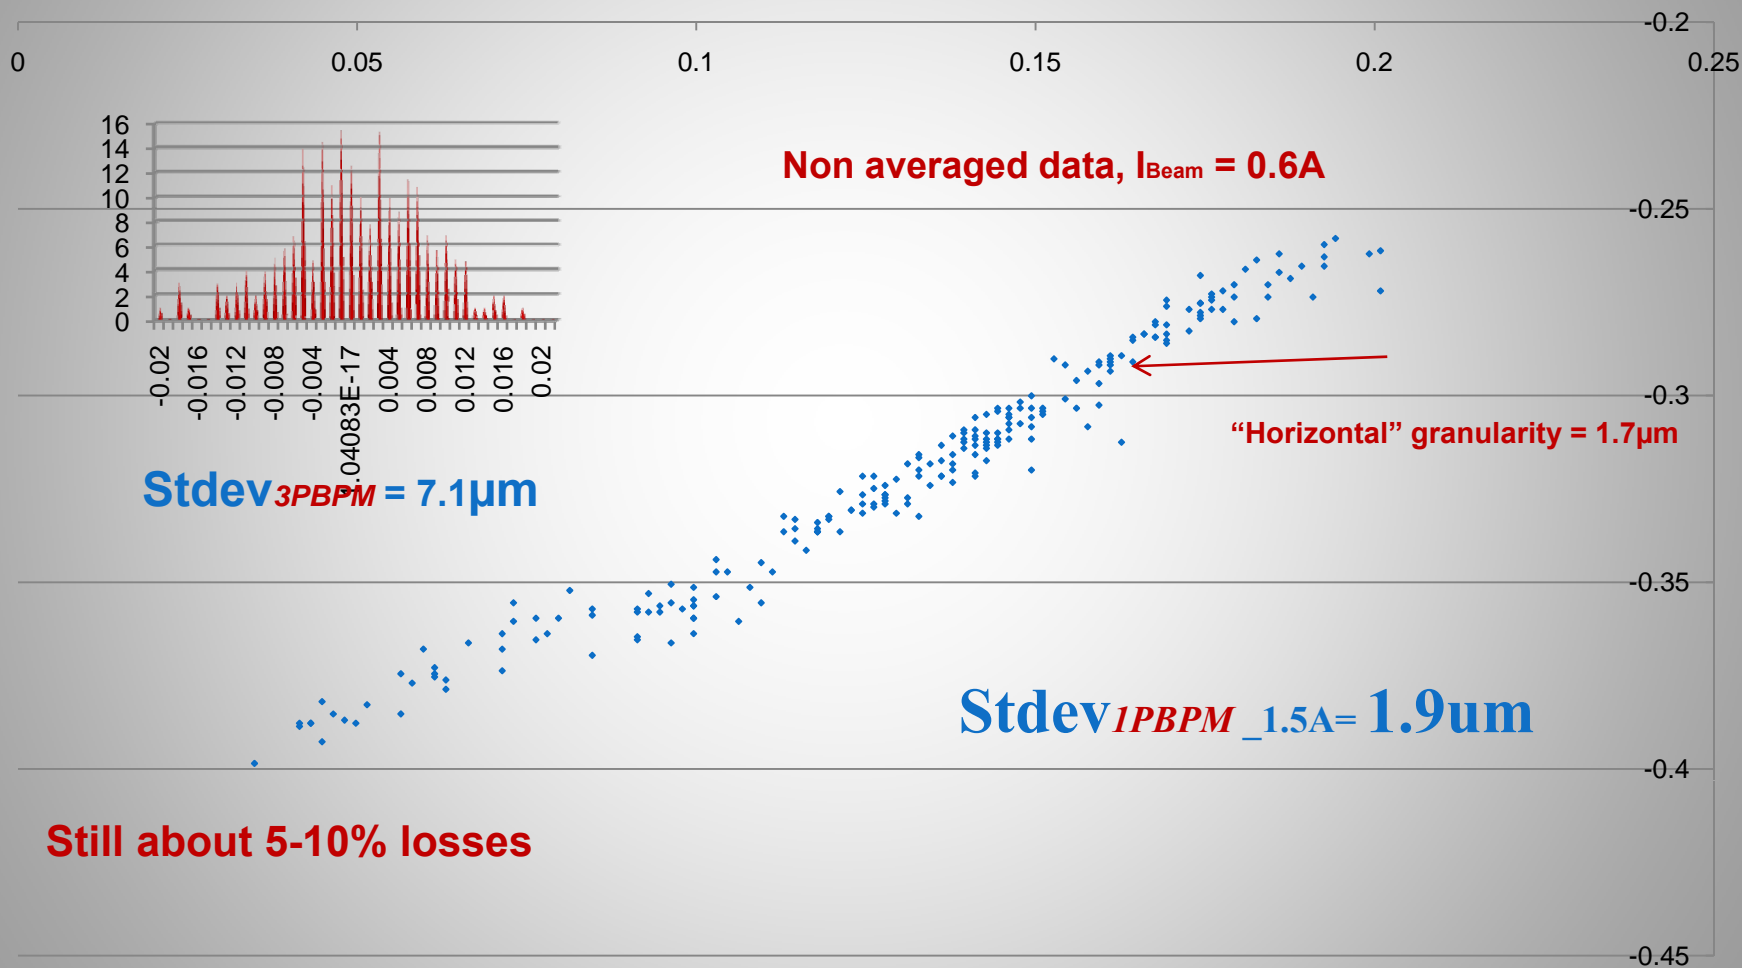 -0.2
0 0.05 0.1 0.15 0.2 0.25
16
14
12
10
8
6
4
2
0
-0.02 -0.016 -0.012 -0.008 -0.004 .04083E-17 0.004 0.008 0.012 0.016 0.02
Non averaged data, IBeam = 0.6A
-0.25
-0.3
“Horizontal” granularity = 1.7µm
Stdev3PBPM = 7.1µm
-0.35
Stdev1PBPM _1.5A= 1.9um
-0.4
Still about 5-10% losses
-0.45